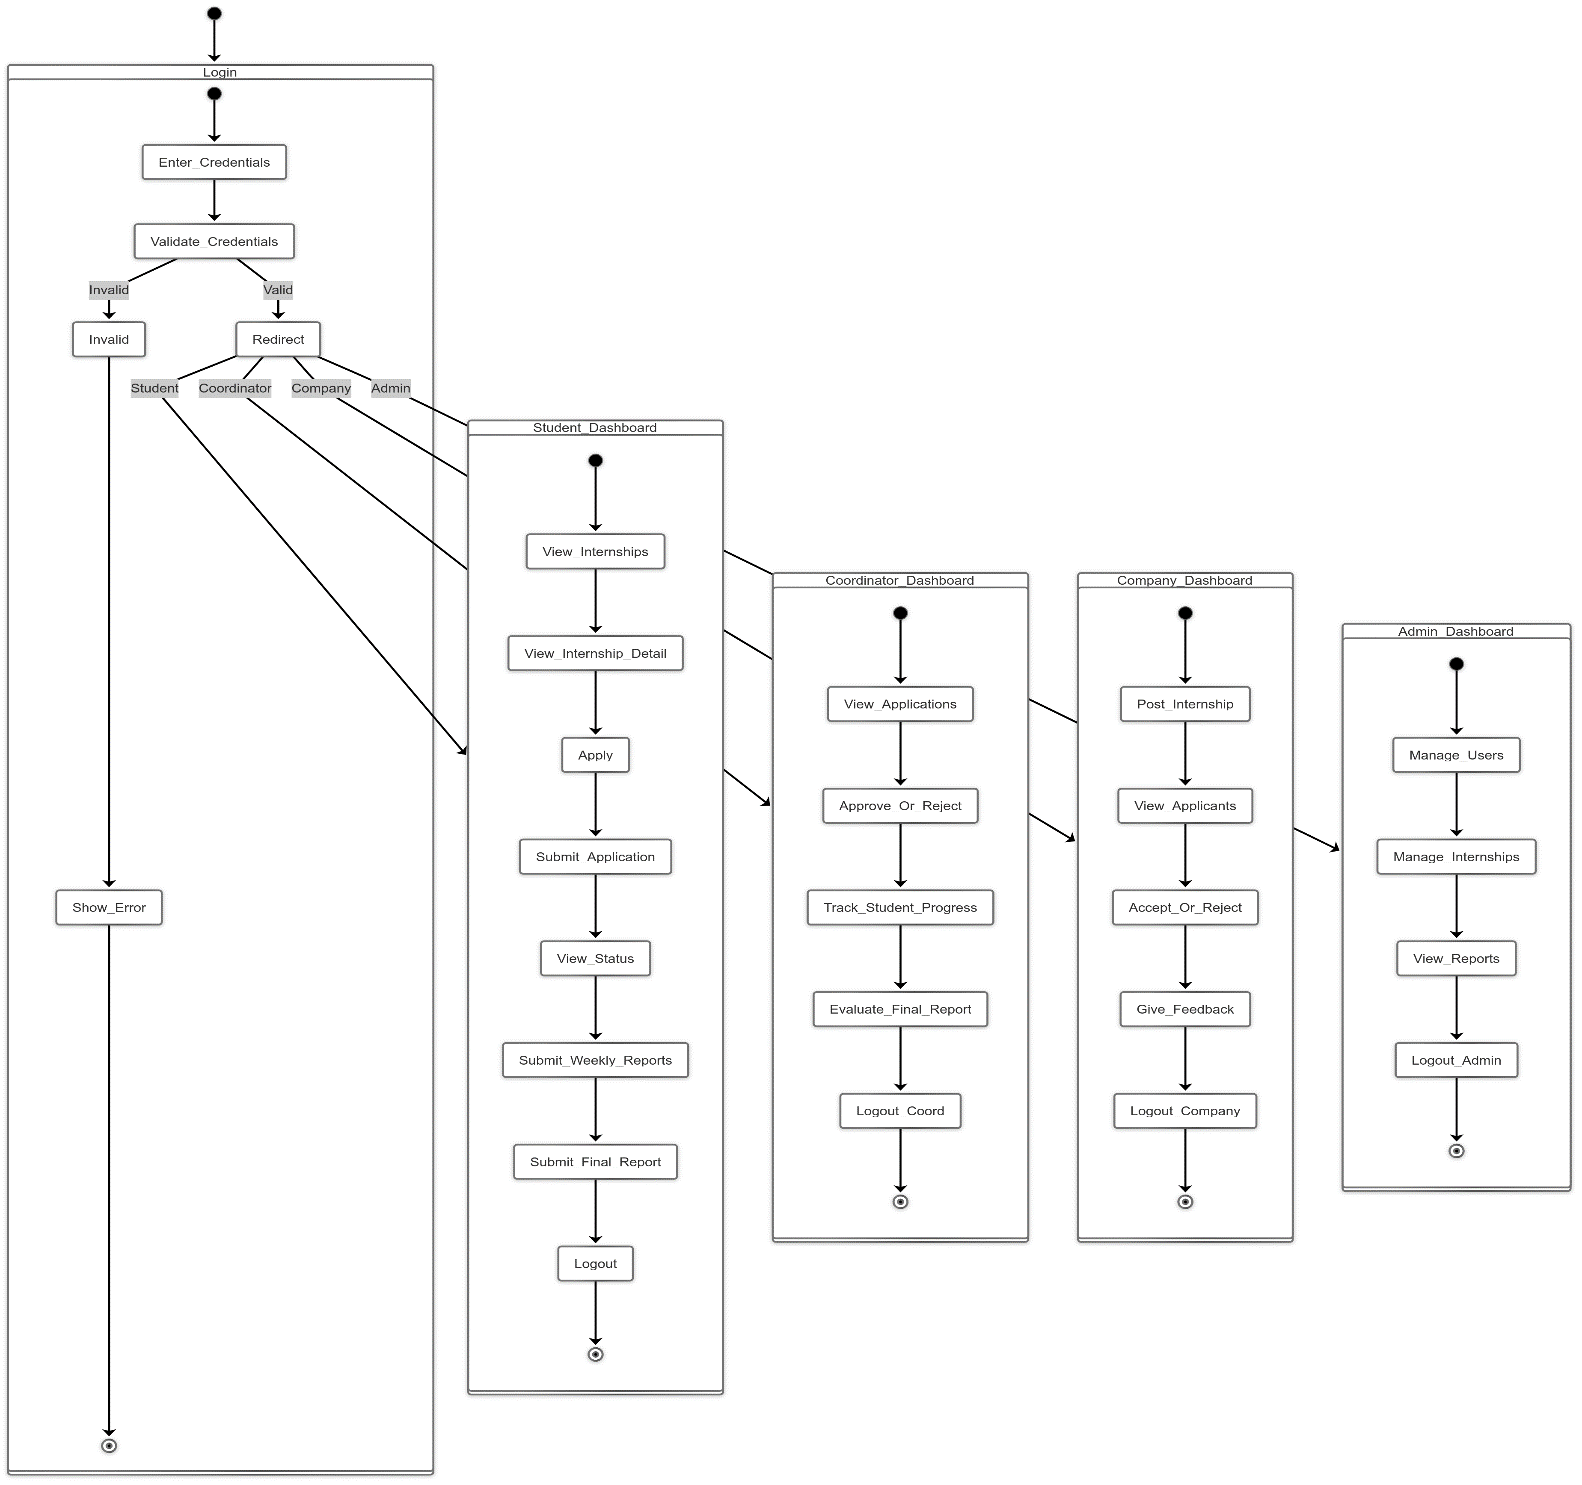 Login
Enter_Credentials
Validate_Credentials
Invalid
Valid
Invalid
Redirect
Student
Coordinator
Company
Admin
Show_Error
Student_Dashboard
View_Internships
View_Internship_Detail
Apply
Submit_Application
View_Status
Submit_Weekly_Reports
Submit_Final_Report
Logout
Coordinator_Dashboard
View_Applications
Approve_Or_Reject
Track_Student_Progress
Evaluate_Final_Report
Logout_Coord
Company_Dashboard
Post_Internship
View_Applicants
Accept_Or_Reject
Give_Feedback
Logout_Company
Admin_Dashboard
Manage_Users
Manage_Internships
View_Reports
Logout_Admin